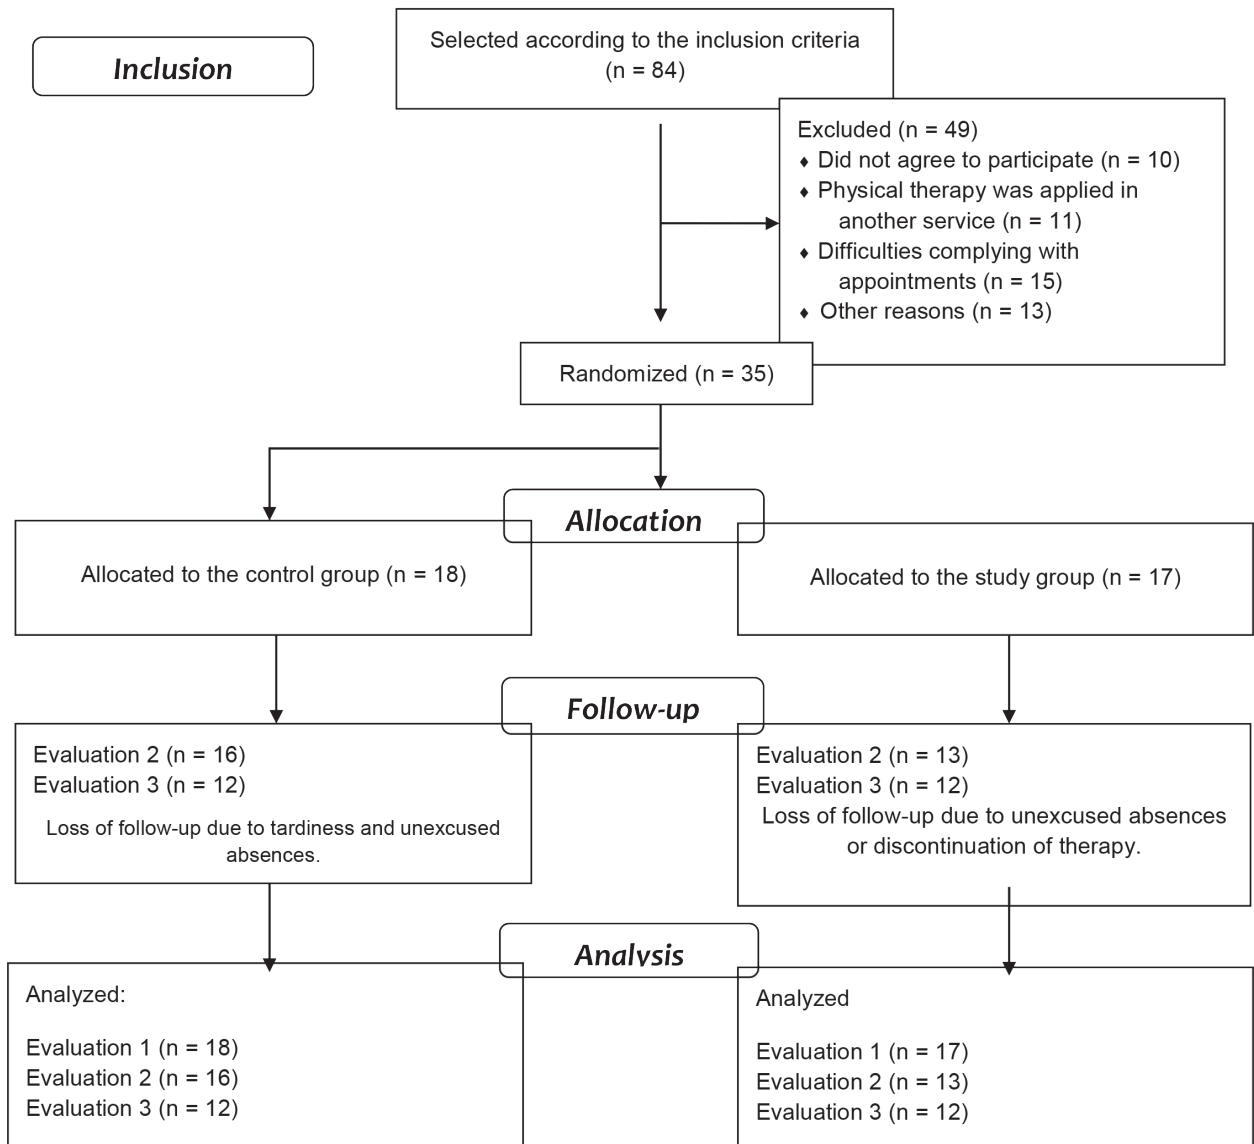 Inclusion
Selected according to the inclusion criteria
(n = 84)
Excluded (n = 49)
♦ Did not agree to participate (n = 10)
♦ Physical therapy was applied in
another service (n = 11)
♦ Difficulties complying with
appointments (n = 15)
♦ Other reasons (n = 13)
Randomized (n = 35)
Allocation
Allocated to the control group (n = 18)
Allocated to the study group (n = 17)
Follow-up
Evaluation 2 (n = 16)
Evaluation 3 (n = 12)
Loss of follow-up due to tardiness and unexcused
absences.
Evaluation 2 (n = 13)
Evaluation 3 (n = 12)
Loss of follow-up due to unexcused absences
or discontinuation of therapy.
Analysis
Analyzed:
Evaluation 1 (n = 18)
Evaluation 2 (n = 16)
Evaluation 3 (n = 12)
Analyzed
Evaluation 1 (n = 17)
Evaluation 2 (n = 13)
Evaluation 3 (n = 12)